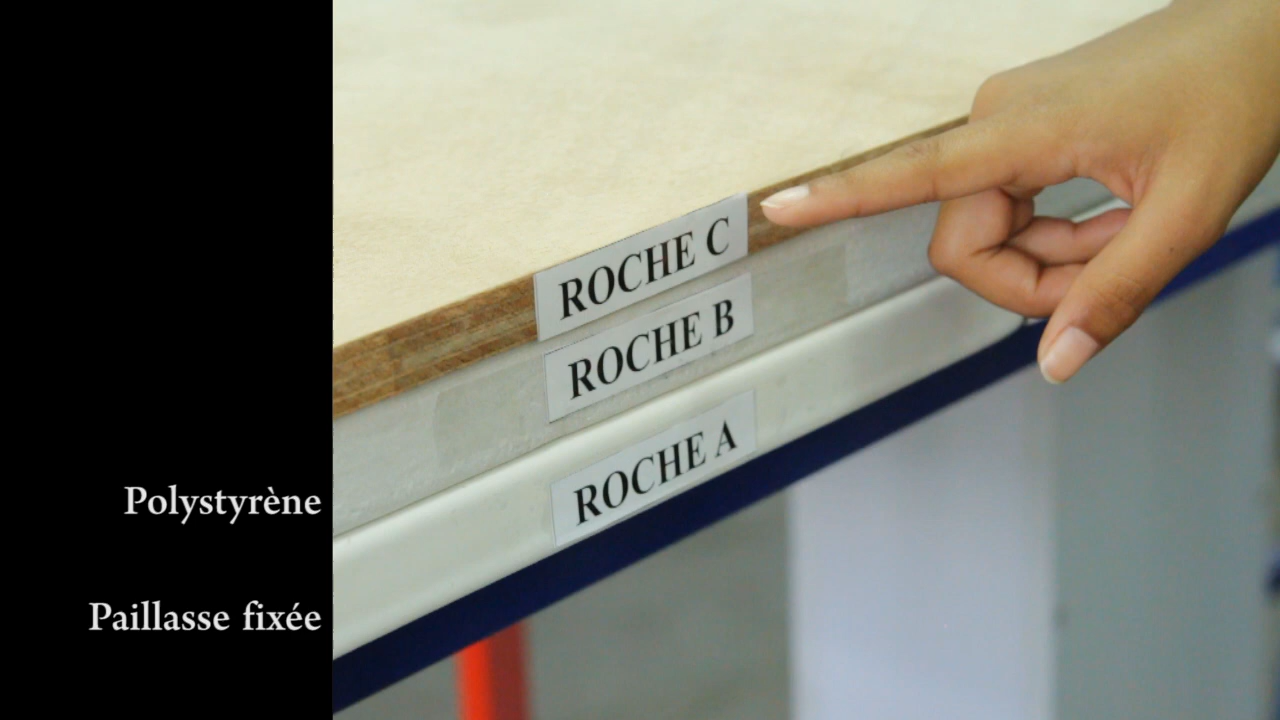 ROCHE C
ROCHE B
ROCHE A
Polystyrène
Paillasse fixée